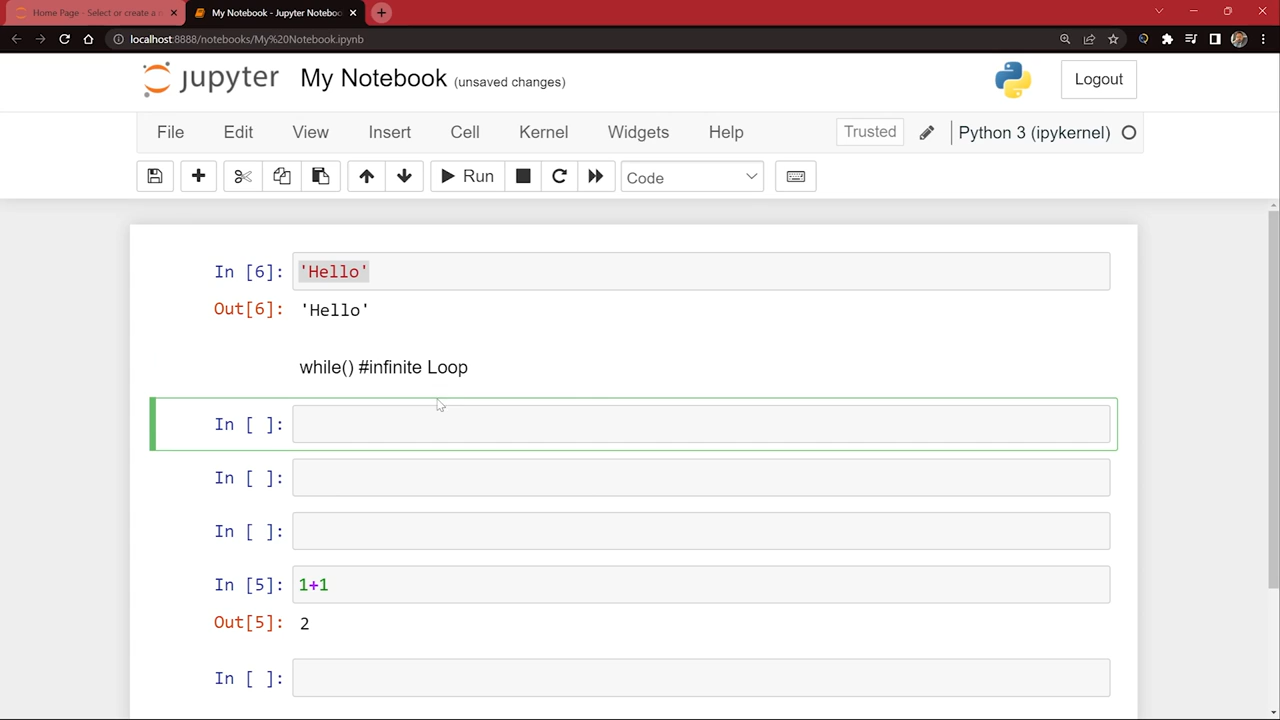 Home Page - Select or create a n
My Notebook - Jupyter Noteboo
localhost:8888/notebooks/My%20Notebook.ipynb
jupyter My Notebook (unsaved changes) Logout
File Edit View Insert Cell Kernel Widgets Help Trusted Python 3 (ipykernel)
Run Code
In [6]: 'Hello'
Out[6]: 'Hello'
while() #infinite Loop
In [ ]:
In [ ]:
In [ ]:
In [5]: 1+1
Out[5]: 2
In [ ]: